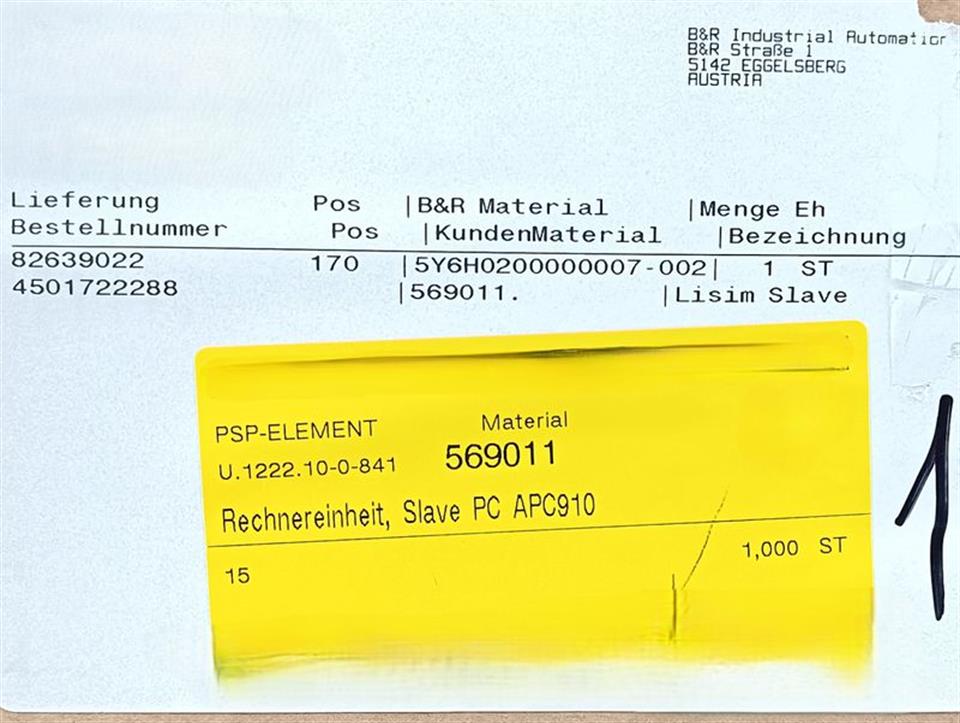 B&R Industrial Automation
B&R Straße 1
5142 EGGELSBERG
AUSTRIA
Lieferung Pos |B&R Material |Menge Eh
Bestellnummer Pos |KundenMaterial |Bezeichnung
82639022 170 |5Y6H0200000007-002| 1 ST
4501722288 |569011. |Lisim Slave
PSP-ELEMENT Material
U.1222.10-0-841 569011
Rechnereinheit, Slave PC APC910
15 1,000 ST
1